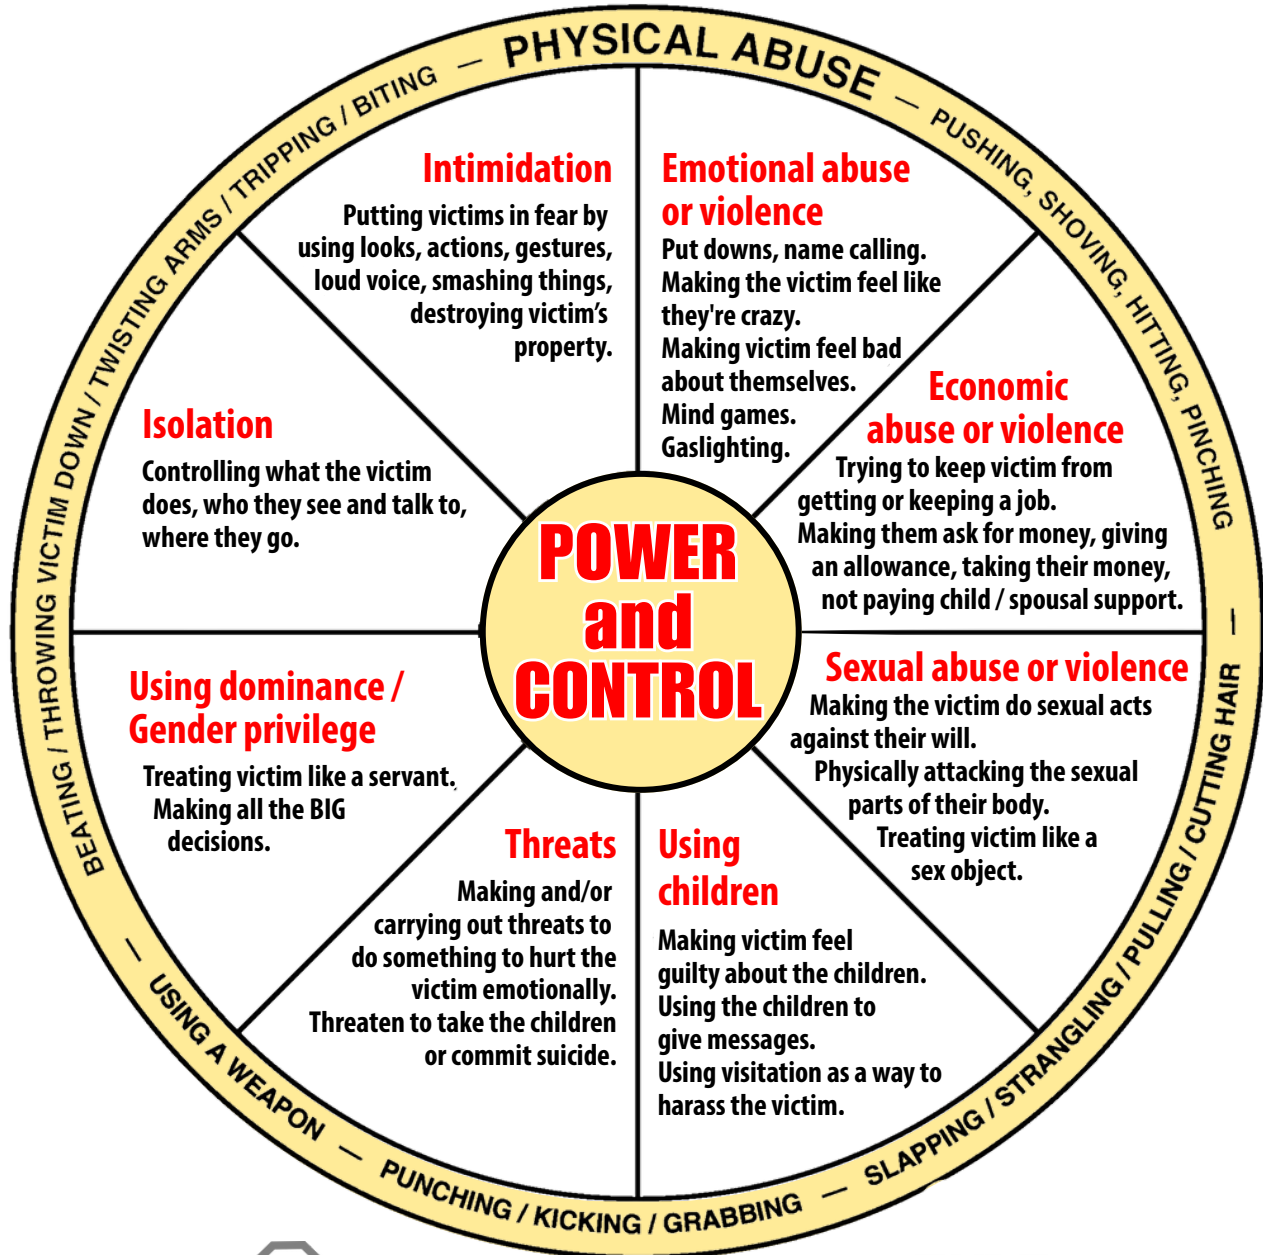 PHYSICAL ABUSE — PUSHING, SHOVING, HITTING, PINCHING —
SLAPPING / STRANGLING / PULLING / CUTTING HAIR
— PUNCHING / KICKING / GRABBING —
— USING A WEAPON —
BEATING / THROWING VICTIM DOWN / TWISTING ARMS / TRIPPING / BITING —
Intimidation
Putting victims in fear by
using looks, actions, gestures,
loud voice, smashing things,
destroying victim’s
property.
Emotional abuse
or violence
Put downs, name calling.
Making the victim feel like
they're crazy.
Making victim feel bad
about themselves.
Mind games.
Gaslighting.
Economic
abuse or violence
Trying to keep victim from
getting or keeping a job.
Making them ask for money, giving
an allowance, taking their money,
not paying child / spousal support.
Sexual abuse or violence
Making the victim do sexual acts
against their will.
Physically attacking the sexual
parts of their body.
Treating victim like a
sex object.
Using
children
Making victim feel
guilty about the children.
Using the children to
give messages.
Using visitation as a way to
harass the victim.
Threats
Making and/or
carrying out threats to
do something to hurt the
victim emotionally.
Threaten to take the children
or commit suicide.
Using dominance /
Gender privilege
Treating victim like a servant.
Making all the BIG
decisions.
Isolation
Controlling what the victim
does, who they see and talk to,
where they go.
POWER
and
CONTROL